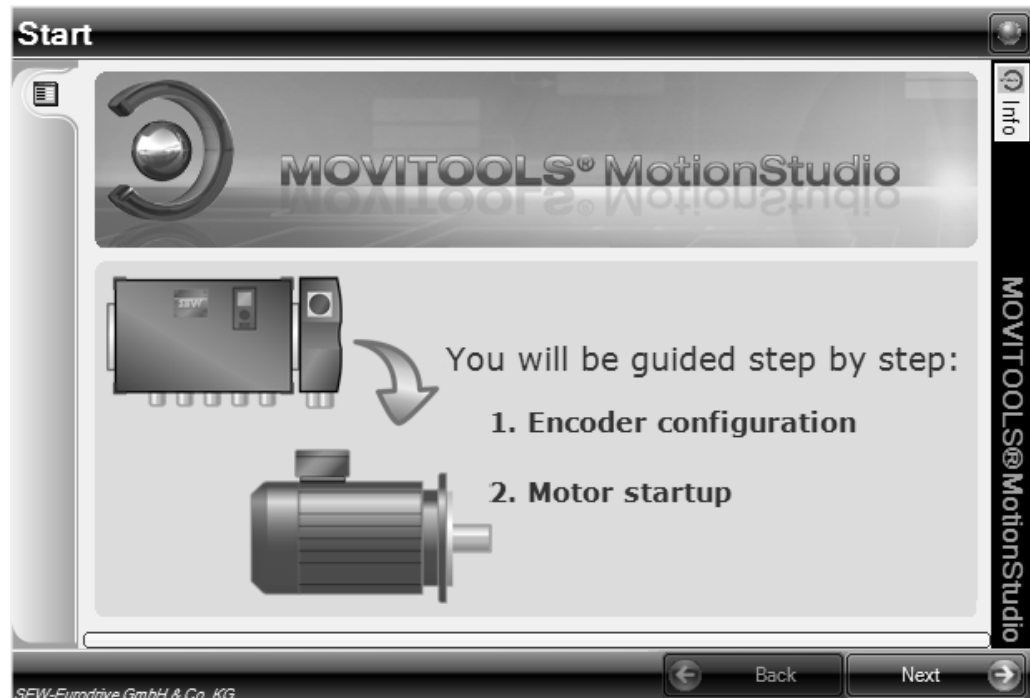 Start
Info
MOVITOOLS® MotionStudio
SEW
You will be guided step by step:
1. Encoder configuration
2. Motor startup
MOVITOOLS®MotionStudio
Back
Next
SEW-Eurodrive GmbH & Co. KG